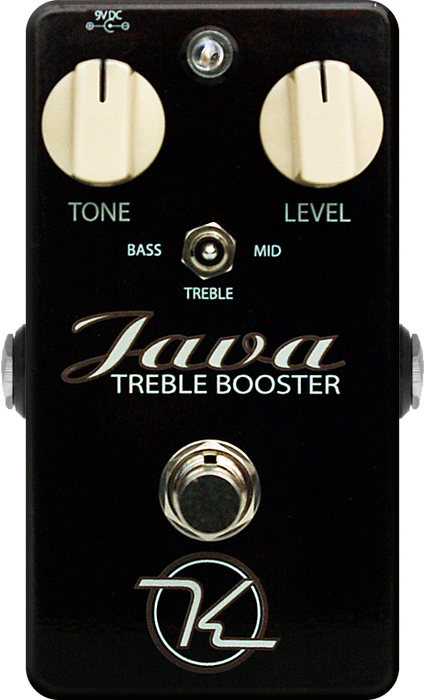 9VDC
TONE
LEVEL
BASS
MID
TREBLE
Java
TREBLE BOOSTER
K